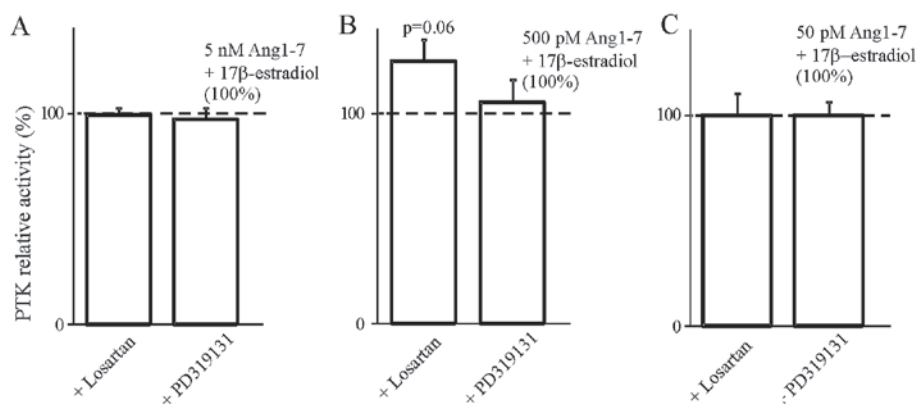 A
B
C
PTK relative activity (%)
5 nM Ang1-7
+ 17β-estradiol
(100%)
100
0
+ Losartan
+ PD319131
p=0.06
500 pM Ang1-7
+ 17β-estradiol
(100%)
100
0
+ Losartan
+ PD319131
50 pM Ang1-7
+ 17β–estradiol
(100%)
100
0
+ Losartan
PD319131